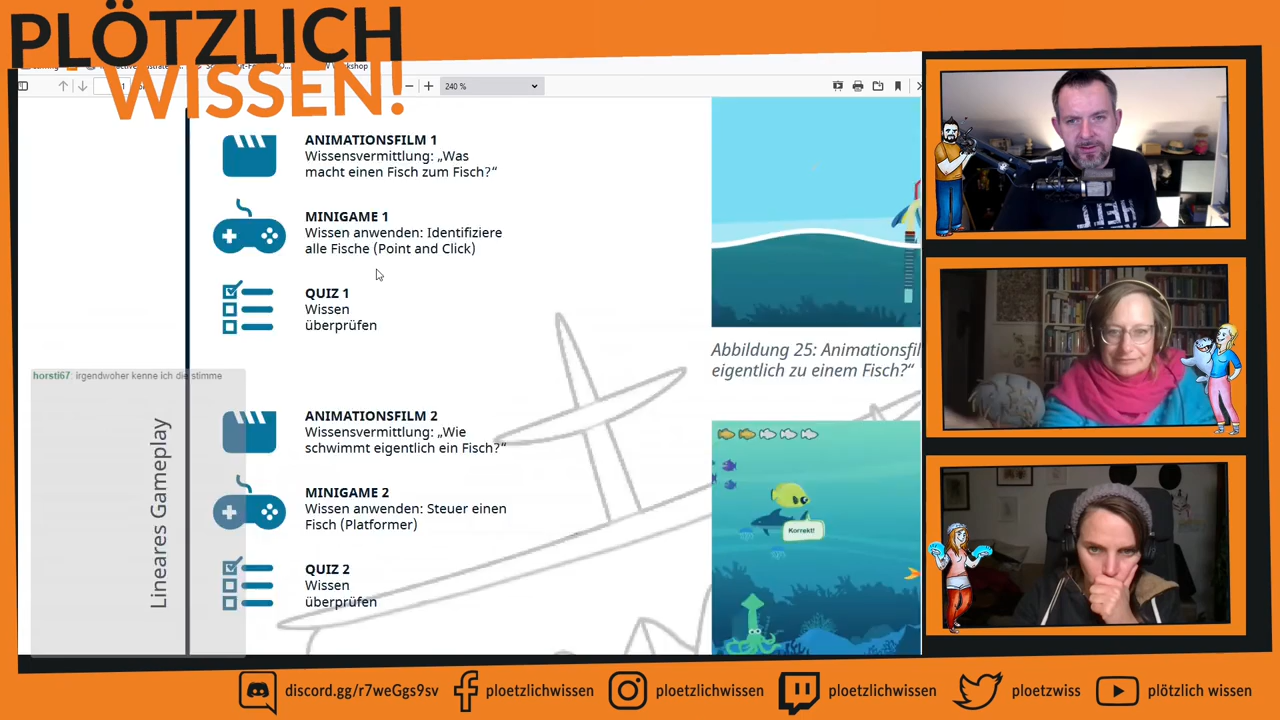 PLÖTZLICH
WISSEN!
240 %
ANIMATIONSFILM 1
Wissensvermittlung: „Was
macht einen Fisch zum Fisch?“
MINIGAME 1
Wissen anwenden: Identifiziere
alle Fische (Point and Click)
QUIZ 1
Wissen
überprüfen
horsti67: irgendwoher kenne ich die stimme
Lineares Gameplay
ANIMATIONSFILM 2
Wissensvermittlung: „Wie
schwimmt eigentlich ein Fisch?“
MINIGAME 2
Wissen anwenden: Steuer einen
Fisch (Platformer)
QUIZ 2
Wissen
überprüfen
Abbildung 25: Animationsfil
eigentlich zu einem Fisch?“
Korrekt!
discord.gg/r7weGgs9sv
ploetzlichwissen
ploetzlichwissen
ploetzlichwissen
ploetzwiss
plötzlich wissen